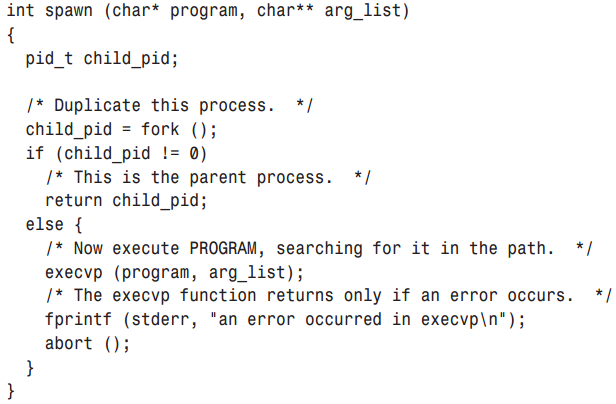 int spawn (char* program, char** arg_list)
{
  pid_t child_pid;

  /* Duplicate this process.  */
  child_pid = fork ();
  if (child_pid != 0)
    /* This is the parent process.  */
    return child_pid;
  else {
    /* Now execute PROGRAM, searching for it in the path.  */
    execvp (program, arg_list);
    /* The execvp function returns only if an error occurs.  */
    fprintf (stderr, "an error occurred in execvp\n");
    abort ();
  }
}